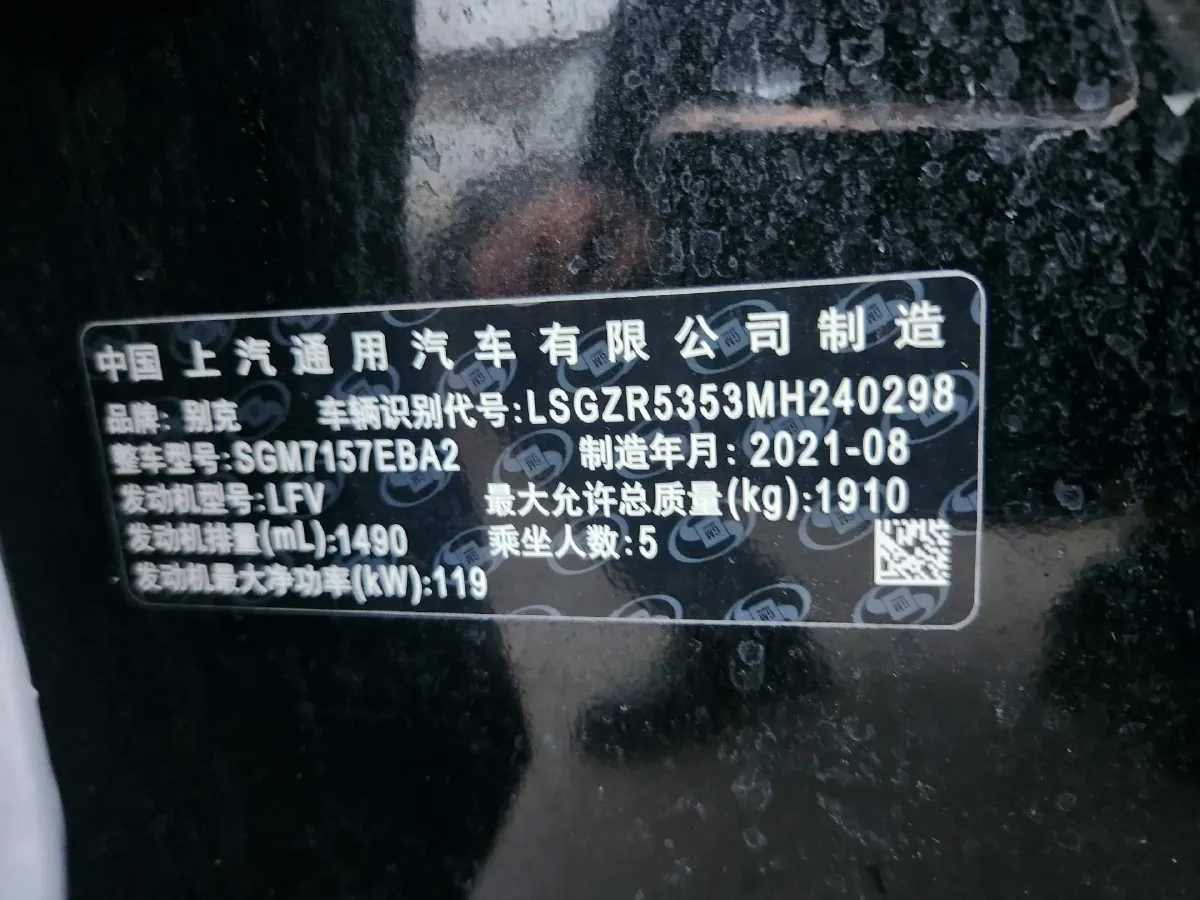 中国 上汽通用汽车有限公司制造
品牌: 别克 车辆识别代号:LSGZR5353MH240298
整车型号:SGM7157EBA2 制造年月: 2021-08
发动机型号:LFV 最大允许总质量(kg):1910
发动机排量(mL):1490 乘坐人数:5
发动机最大净功率(kW):119